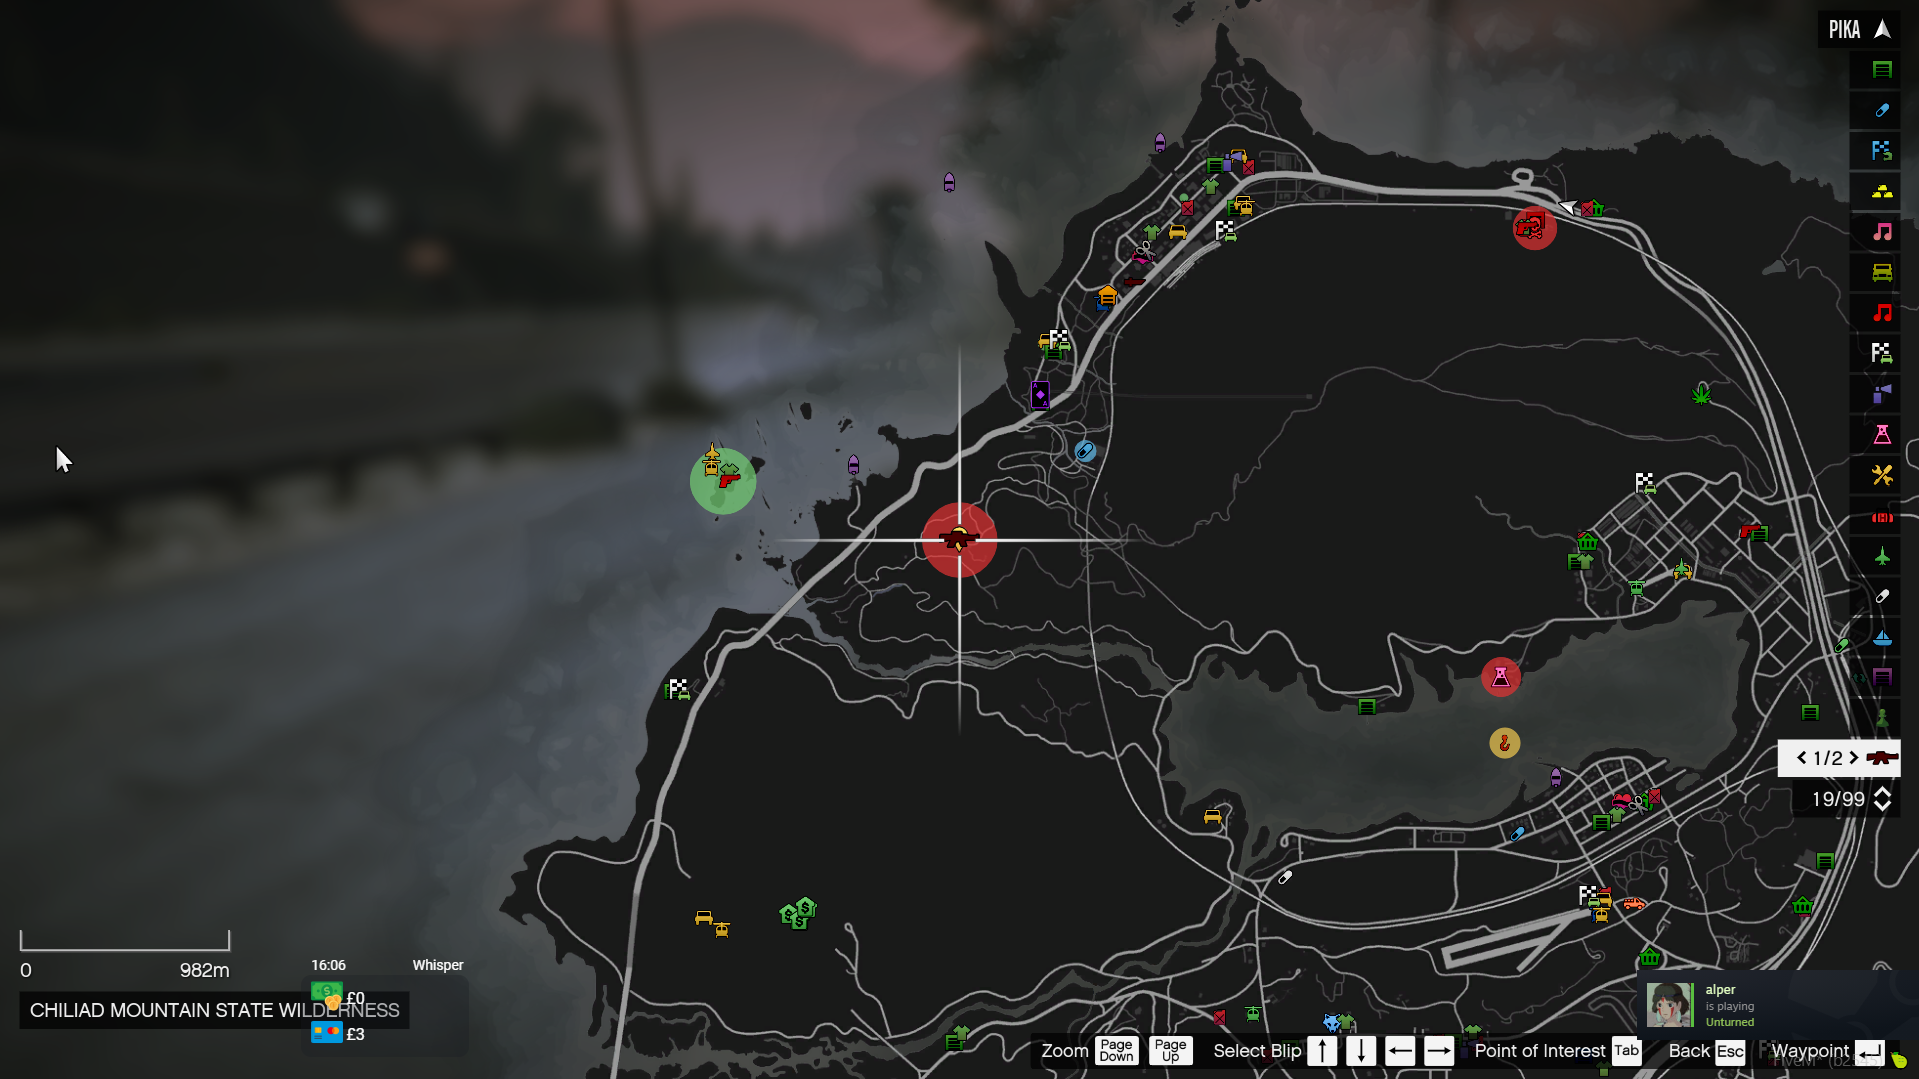 PIKA
1/2
19/99
0 982m
16:06 Whisper
£0
CHILIAD MOUNTAIN STATE WILDERNESS
£3
alper
is playing
Unturned
Zoom Page Down Page Up Select Blip ↑ ↓ ← → Point of Interest Tab Back Esc Waypoint